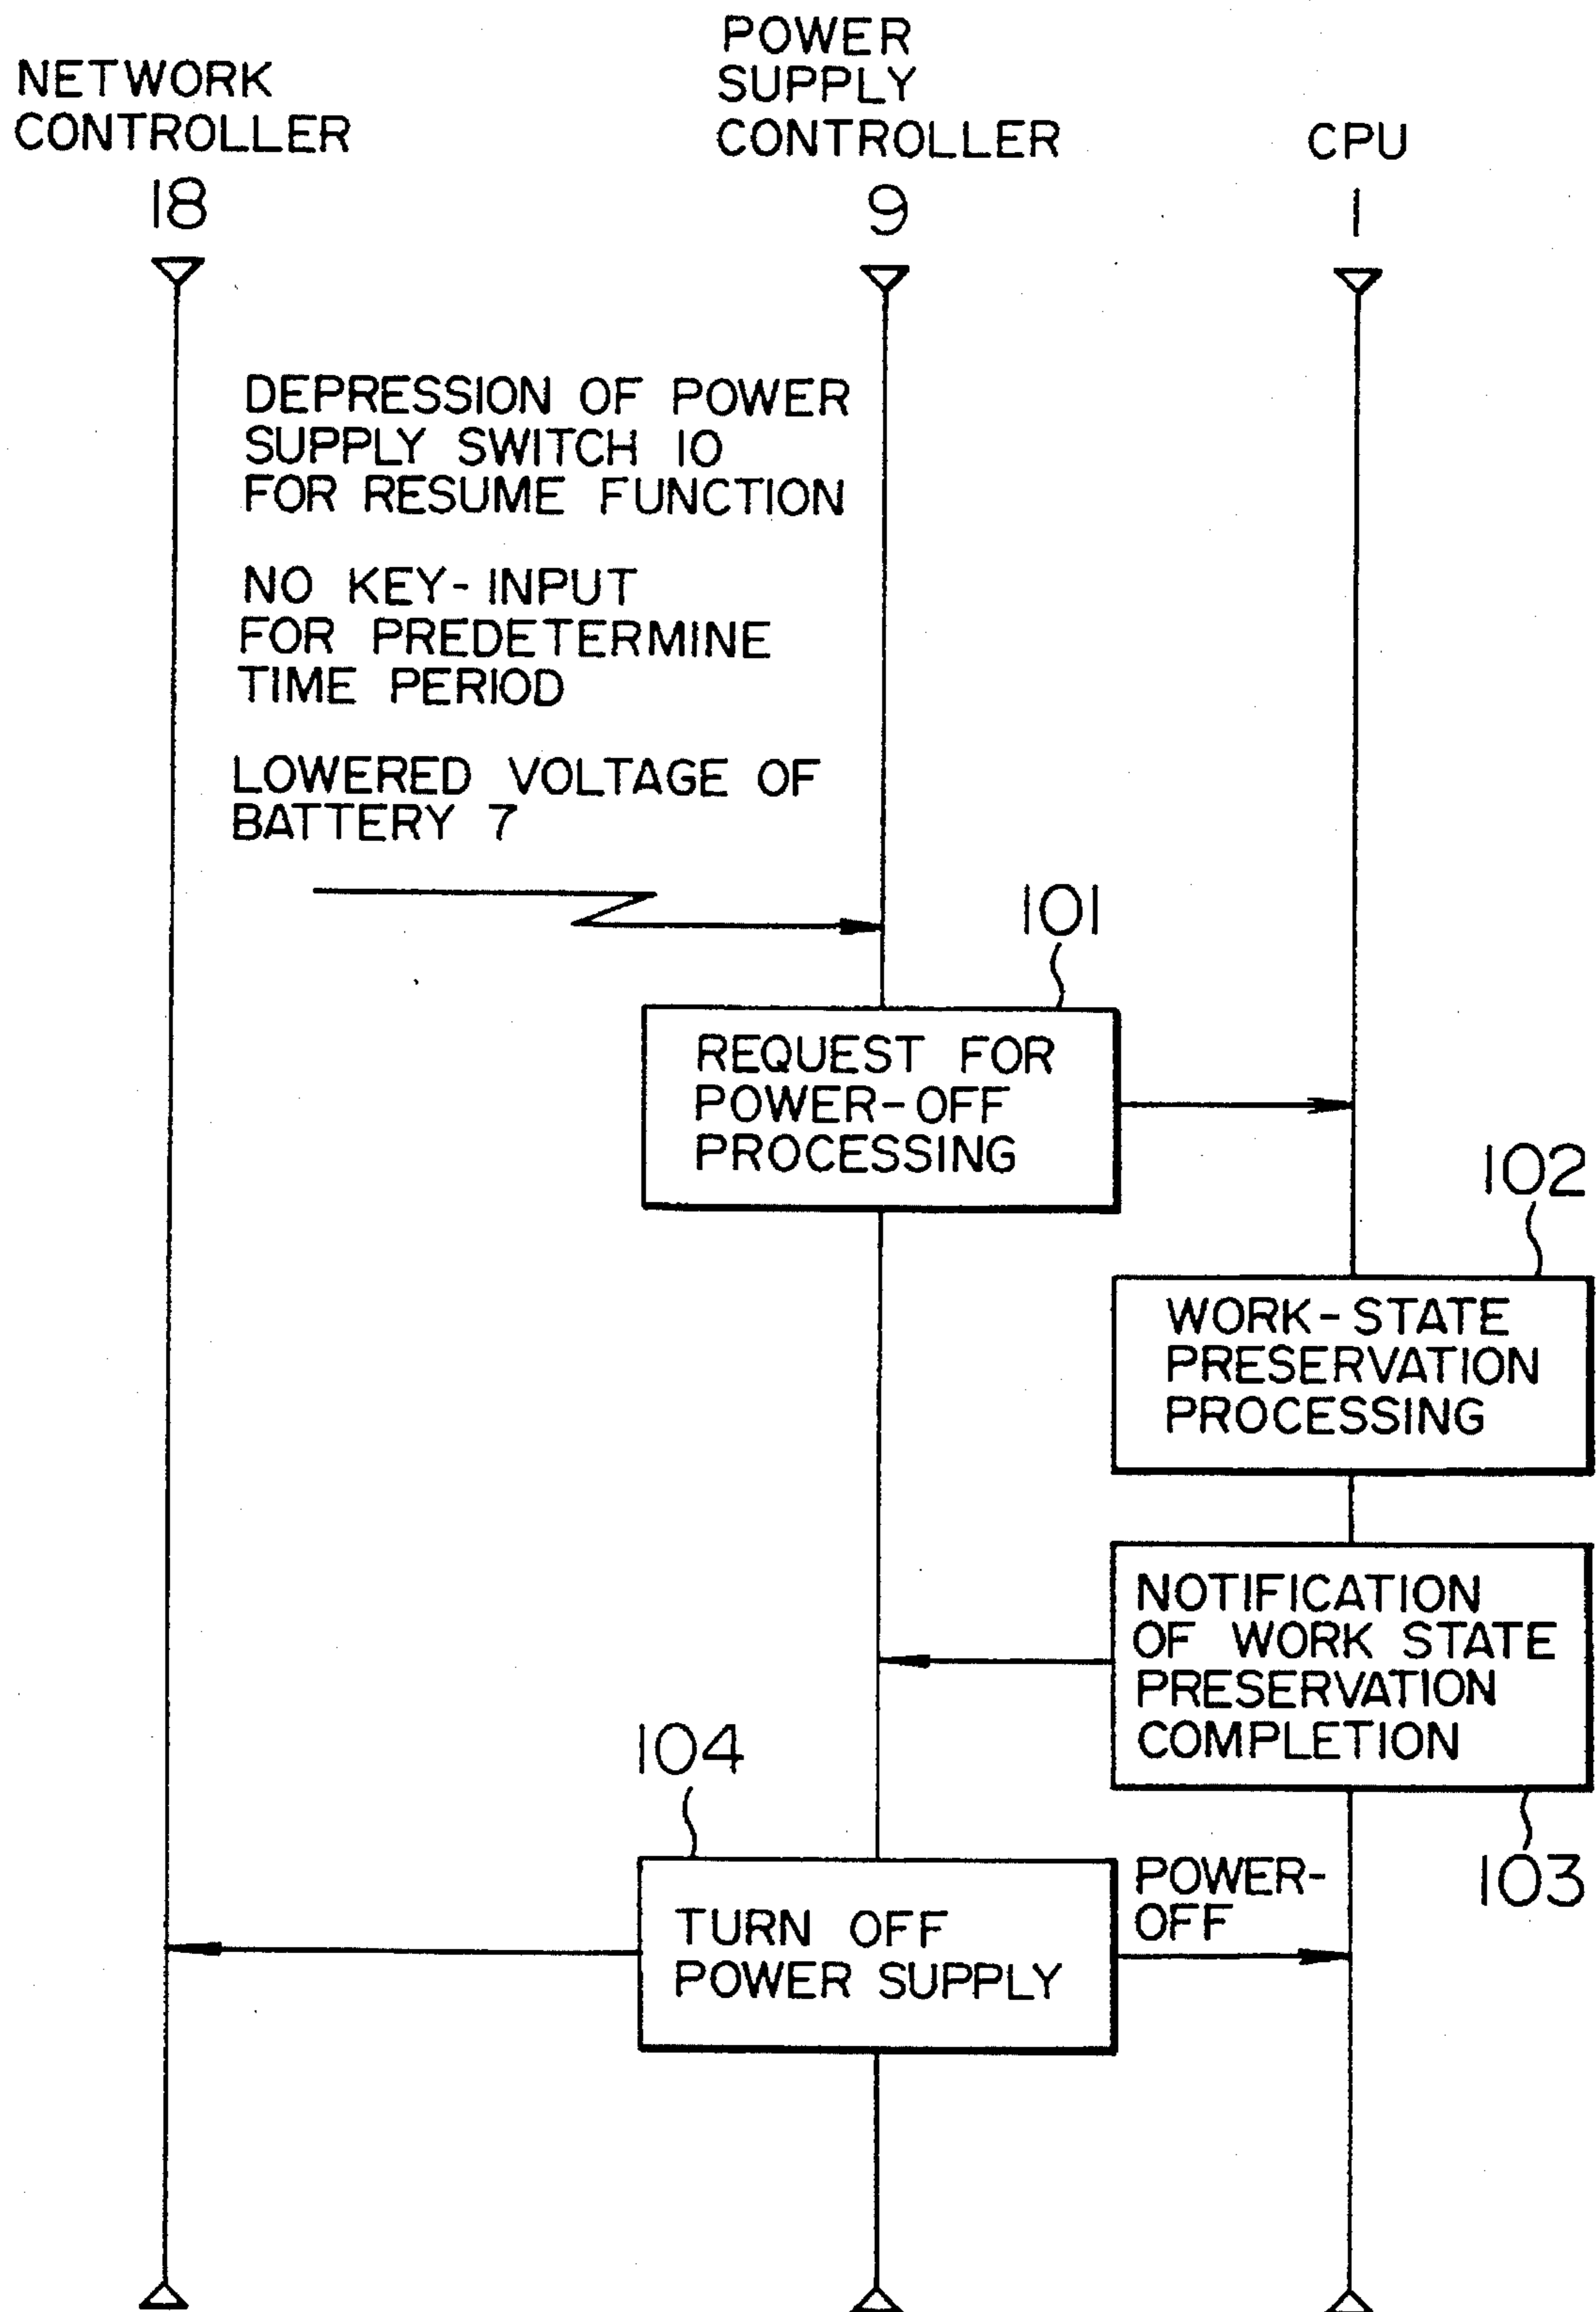 NETWORK
CONTROLLER
18
POWER
SUPPLY
CONTROLLER
9
CPU
1
DEPRESSION OF POWER
SUPPLY SWITCH 10
FOR RESUME FUNCTION
NO KEY-INPUT
FOR PREDETERMINE
TIME PERIOD
LOWERED VOLTAGE OF
BATTERY 7
101
REQUEST FOR
POWER-OFF
PROCESSING
102
WORK-STATE
PRESERVATION
PROCESSING
NOTIFICATION
OF WORK STATE
PRESERVATION
COMPLETION
103
104
TURN OFF
POWER SUPPLY
POWER-
OFF